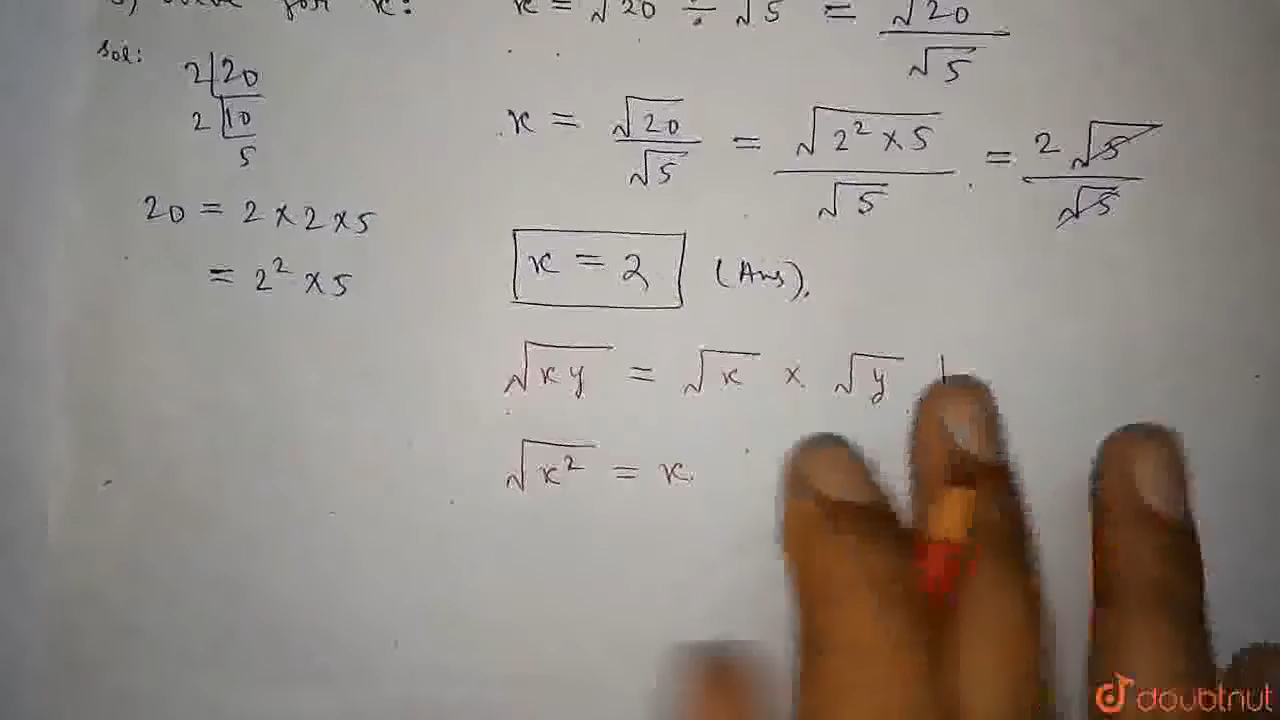 x = √20 ÷ √5 = √20/√5
Sol:
2 | 20
2 | 10
5
x = √20/√5 = √(2² × 5)/√5 = 2√5/√5
20 = 2 × 2 × 5
= 2² × 5
x = 2 (Ans).
√xy = √x × √y
√x² = x
doubtnut